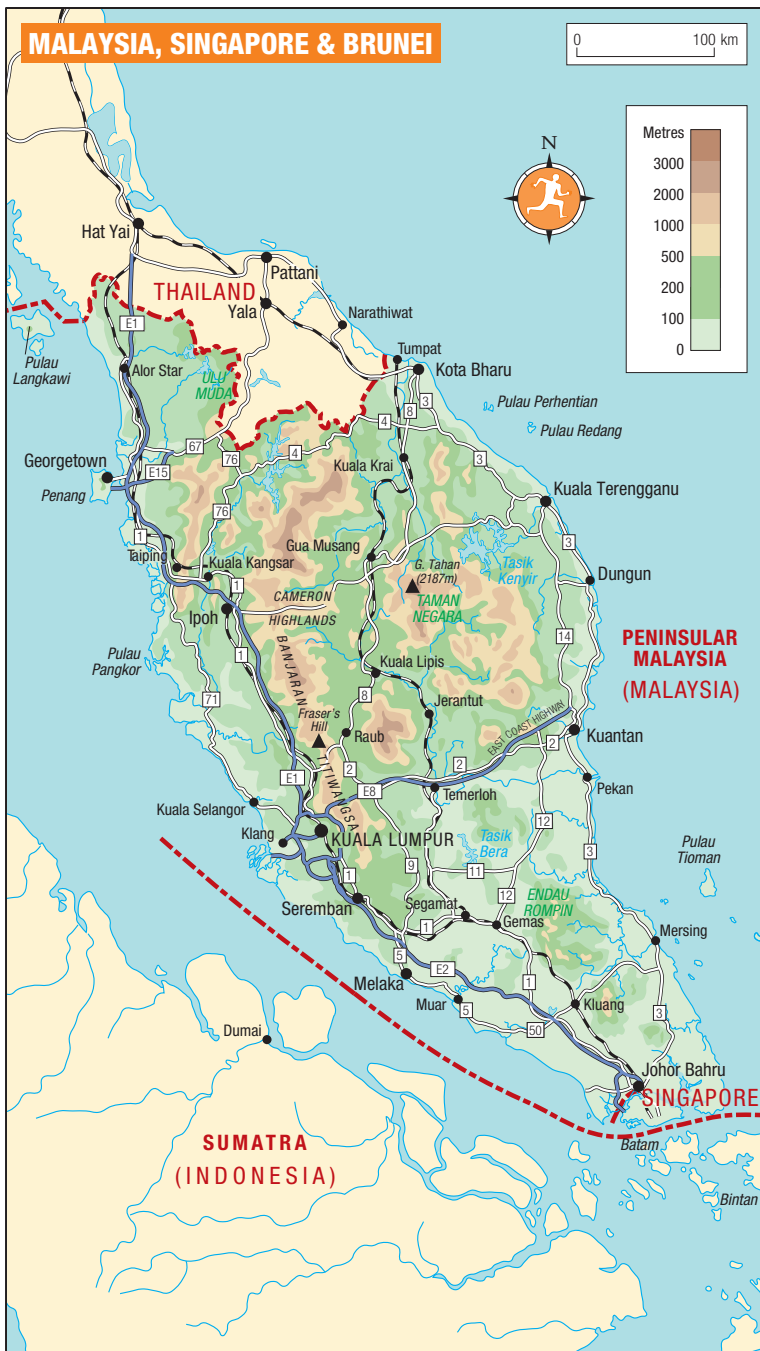 MALAYSIA, SINGAPORE & BRUNEI
0 100 km
Metres
3000
2000
1000
500
200
100
0
N
Hat Yai
Pattani
THAILAND
Yala
Narathiwat
E1
Pulau
Langkawi
Alor Star
ULU
MUDA
Tumpat
Kota Bharu
3
8
4
Pulau Perhentian
Pulau Redang
67
76
4
3
Georgetown
E15
Penang
Kuala Krai
Kuala Terengganu
76
1
Taiping
Kuala Kangsar
1
Gua Musang
G. Tahan
(2187m)
TAMAN
NEGARA
Tasik
Kenyir
3
Dungun
CAMERON
HIGHLANDS
Ipoh
14
PENINSULAR
MALAYSIA
(MALAYSIA)
Pulau
Pangkor
1
BANJARAN
TITIWANGSA
Kuala Lipis
8
71
Jerantut
Fraser's
Hill
Raub
EAST COAST HIGHWAY
Kuantan
2
2
2
E1
E8
Temerloh
Pekan
Kuala Selangor
Klang
KUALA LUMPUR
Tasik
Bera
12
3
Pulau
Tioman
9
11
1
12
ENDAU
ROMPIN
Seremban
Segamat
1
Gemas
Mersing
5
E2
Melaka
1
Muar
5
50
Kluang
3
Dumai
Johor Bahru
SINGAPORE
SUMATRA
(INDONESIA)
Batam
Bintan